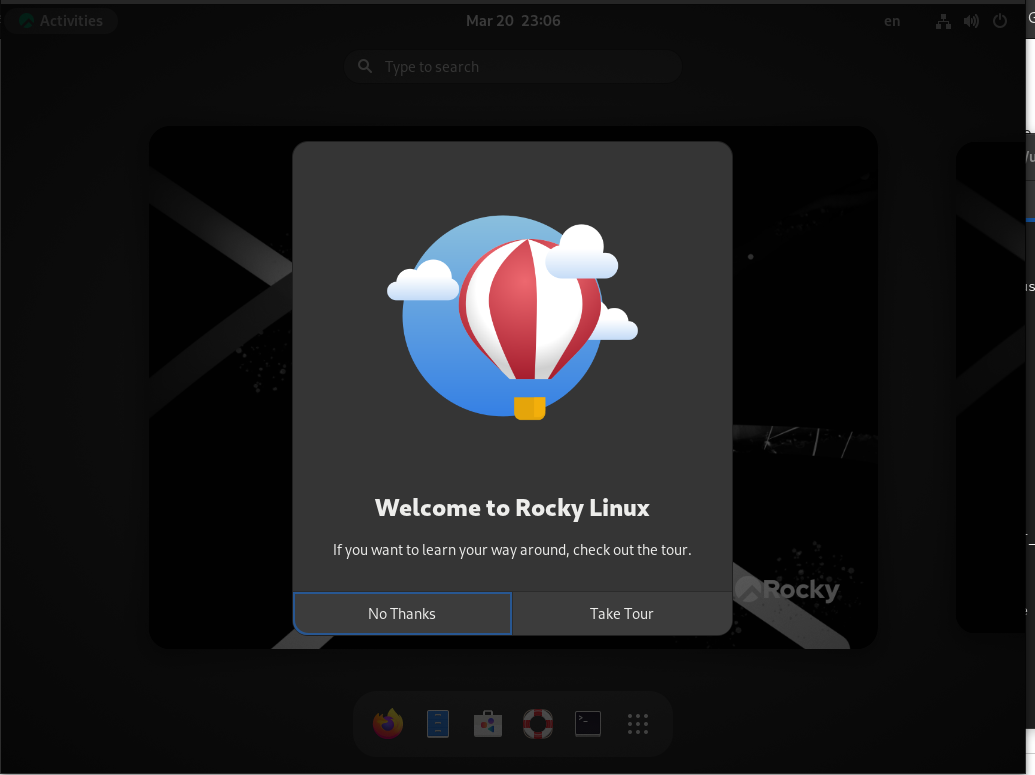 Activities
Mar 20 23:06
en
Type to search
Welcome to Rocky Linux
If you want to learn your way around, check out the tour.
Rocky
No Thanks
Take Tour